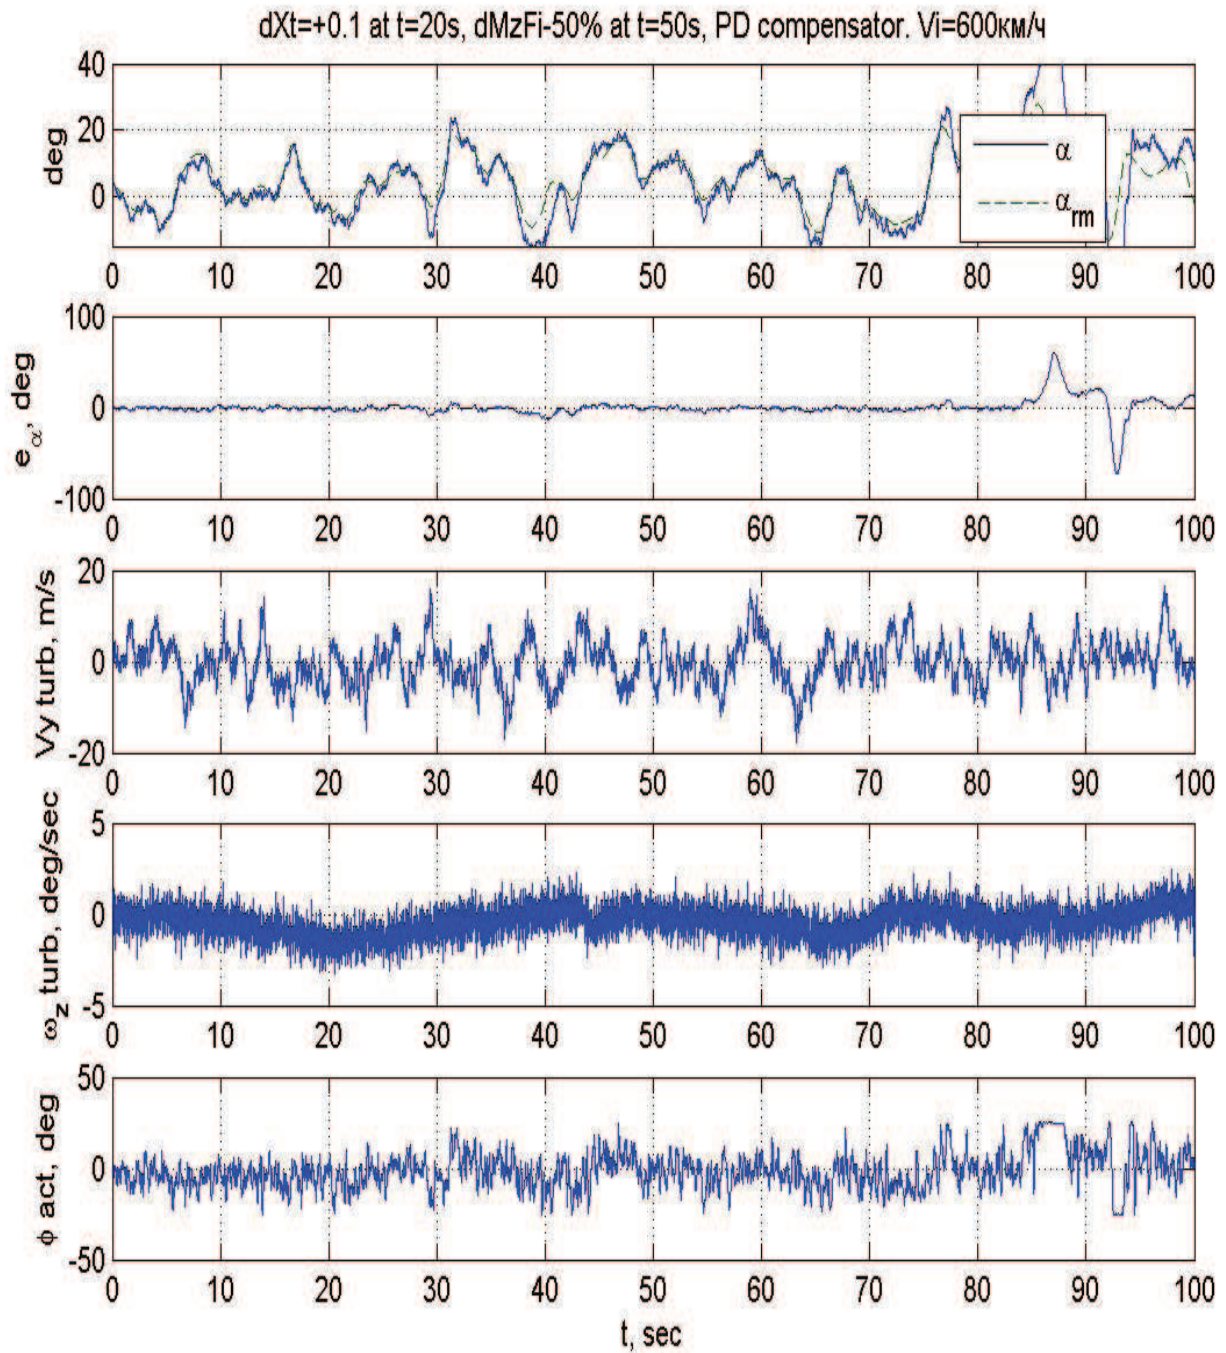 dXt=+0.1 at t=20s, dMzFi-50% at t=50s, PD compensator. Vi=600км/ч
deg
40
20
0
α
α_rm
0 10 20 30 40 50 60 70 80 90 100
e_α, deg
100
0
-100
0 10 20 30 40 50 60 70 80 90 100
Vy turb, m/s
20
0
-20
0 10 20 30 40 50 60 70 80 90 100
ω_z turb, deg/sec
5
0
-5
0 10 20 30 40 50 60 70 80 90 100
ϕ act, deg
50
0
-50
0 10 20 30 40 50 60 70 80 90 100
t, sec